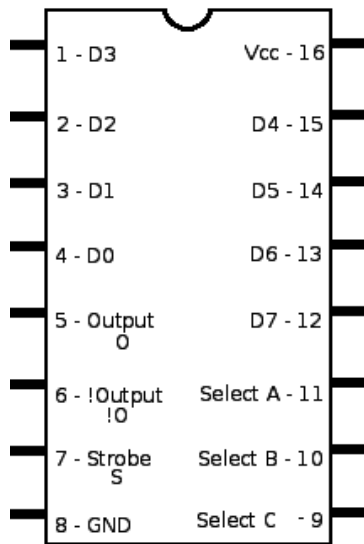 1 - D3
Vcc - 16
2 - D2
D4 - 15
3 - D1
D5 - 14
4 - D0
D6 - 13
5 - Output
O
D7 - 12
6 - !Output
!O
Select A - 11
7 - Strobe
S
Select B - 10
8 - GND
Select C - 9